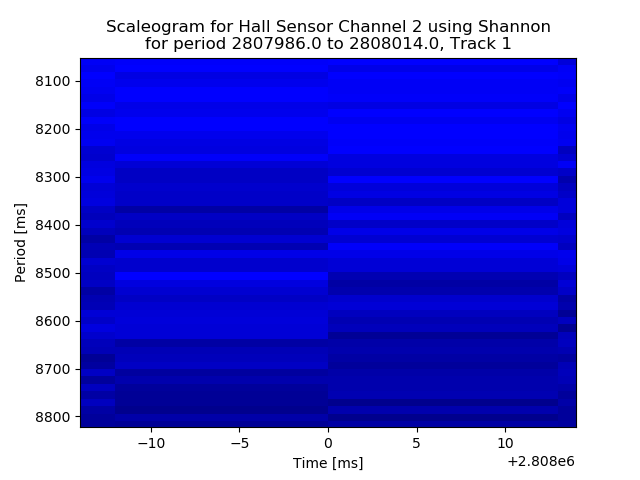 Scaleogram for Hall Sensor Channel 2 using Shannon
for period 2807986.0 to 2808014.0, Track 1
Period [ms]
8100
8200
8300
8400
8500
8600
8700
8800
−10 −5 0 5 10
Time [ms]
+2.808e6